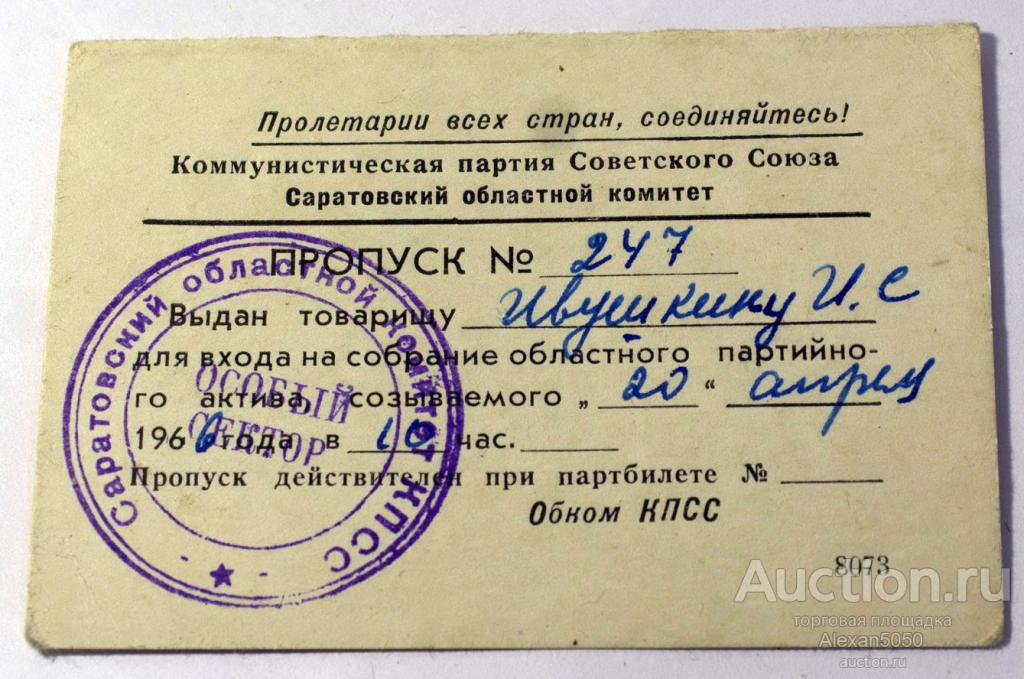 Пролетарии всех стран, соединяйтесь!
Коммунистическая партия Советского Союза
Саратовский областной комитет
ПРОПУСК № 247
Выдан товарищу Ивушкину И. С
для входа на собрание областного партийно-
го актива, созываемого „ 20 “ апреля
1966 года в 10 час.
Пропуск действителен при партбилете №
Обком КПСС
8073
Саратовский областной комитет КПСС
ОСОБЫЙ
СЕКТОР
Auction.ru
торговая площадка
Alexan5050
auction.ru